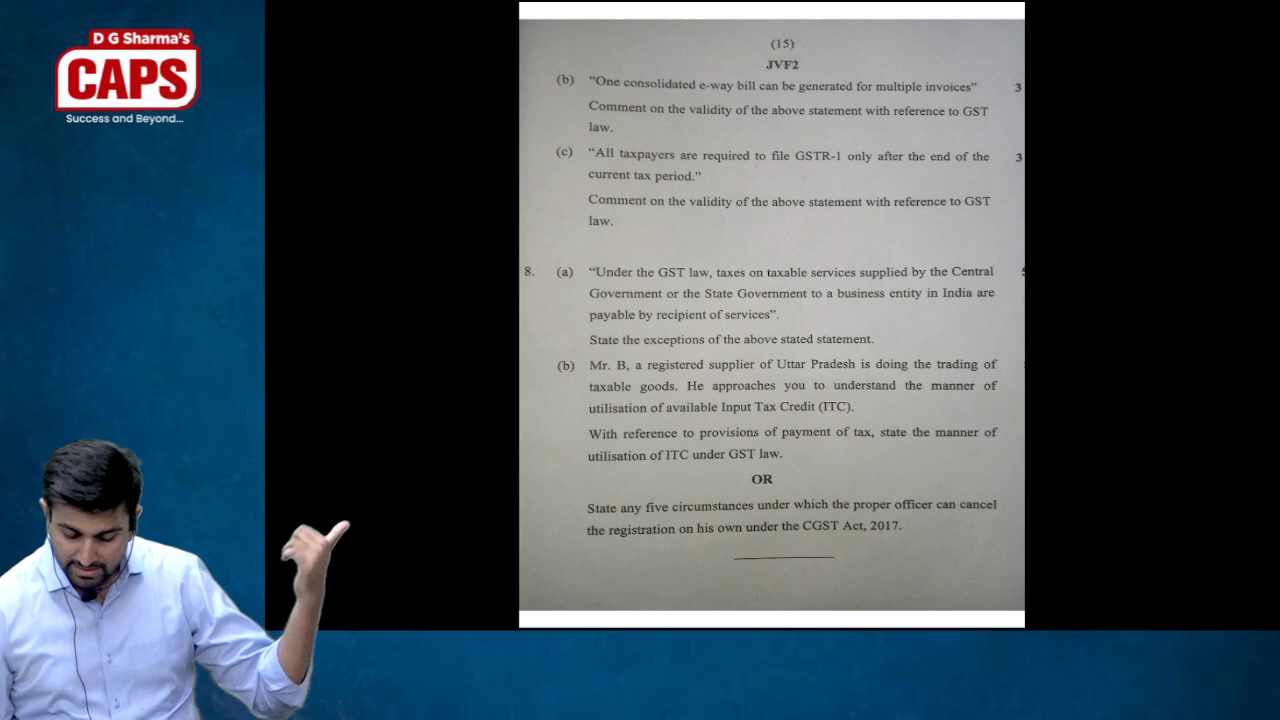 D G Sharma's
CAPS
Success and Beyond...
(15)
JVF2
(b) "One consolidated e-way bill can be generated for multiple invoices" 3
Comment on the validity of the above statement with reference to GST
law.
(c) "All taxpayers are required to file GSTR-1 only after the end of the 3
current tax period."
Comment on the validity of the above statement with reference to GST
law.
8. (a) "Under the GST law, taxes on taxable services supplied by the Central
Government or the State Government to a business entity in India are
payable by recipient of services".
State the exceptions of the above stated statement.
(b) Mr. B, a registered supplier of Uttar Pradesh is doing the trading of
taxable goods. He approaches you to understand the manner of
utilisation of available Input Tax Credit (ITC).
With reference to provisions of payment of tax, state the manner of
utilisation of ITC under GST law.
OR
State any five circumstances under which the proper officer can cancel
the registration on his own under the CGST Act, 2017.